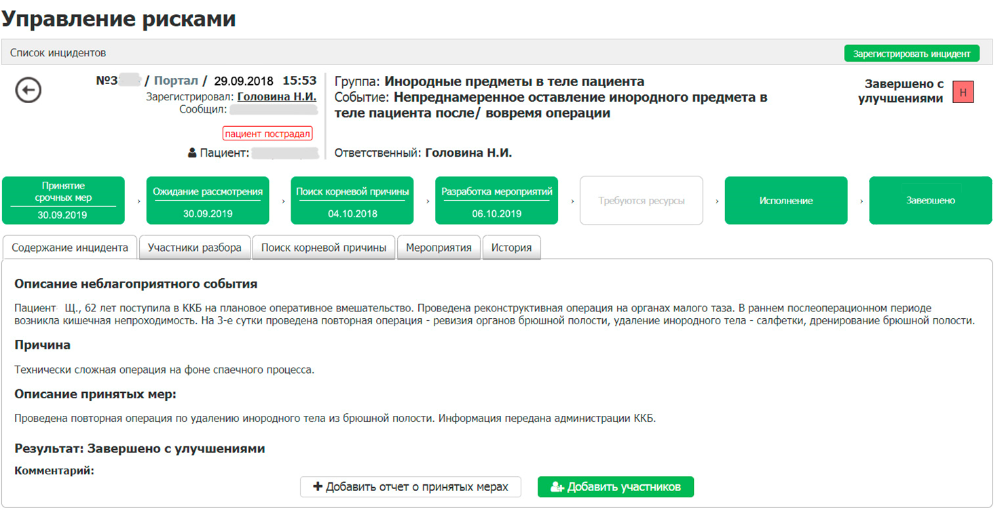 Управление рисками
Список инцидентов
Зарегистрировать инцидент
№3 / Портал / 29.09.2018 15:53
Зарегистрировал: Головина Н.И.
Сообщил:
пациент пострадал
Пациент:
Группа: Инородные предметы в теле пациента
Событие: Непреднамеренное оставление инородного предмета в
теле пациента после/ вовремя операции
Ответственный: Головина Н.И.
Завершено с
улучшениями
Н
Принятие
срочных мер
30.09.2019
›
Ожидание рассмотрения
30.09.2019
›
Поиск корневой причины
04.10.2018
›
Разработка мероприятий
06.10.2019
›
Требуются ресурсы
›
Исполнение
›
Завершено
Содержание инцидента
Участники разбора
Поиск корневой причины
Мероприятия
История
Описание неблагоприятного события
Пациент Щ., 62 лет поступила в ККБ на плановое оперативное вмешательство. Проведена реконструктивная операция на органах малого таза. В раннем послеоперационном периоде
возникла кишечная непроходимость. На 3-е сутки проведена повторная операция - ревизия органов брюшной полости, удаление инородного тела - салфетки, дренирование брюшной полости.
Причина
Технически сложная операция на фоне спаечного процесса.
Описание принятых мер:
Проведена повторная операция по удалению инородного тела из брюшной полости. Информация передана администрации ККБ.
Результат: Завершено с улучшениями
Комментарий:
+ Добавить отчет о принятых мерах
Добавить участников